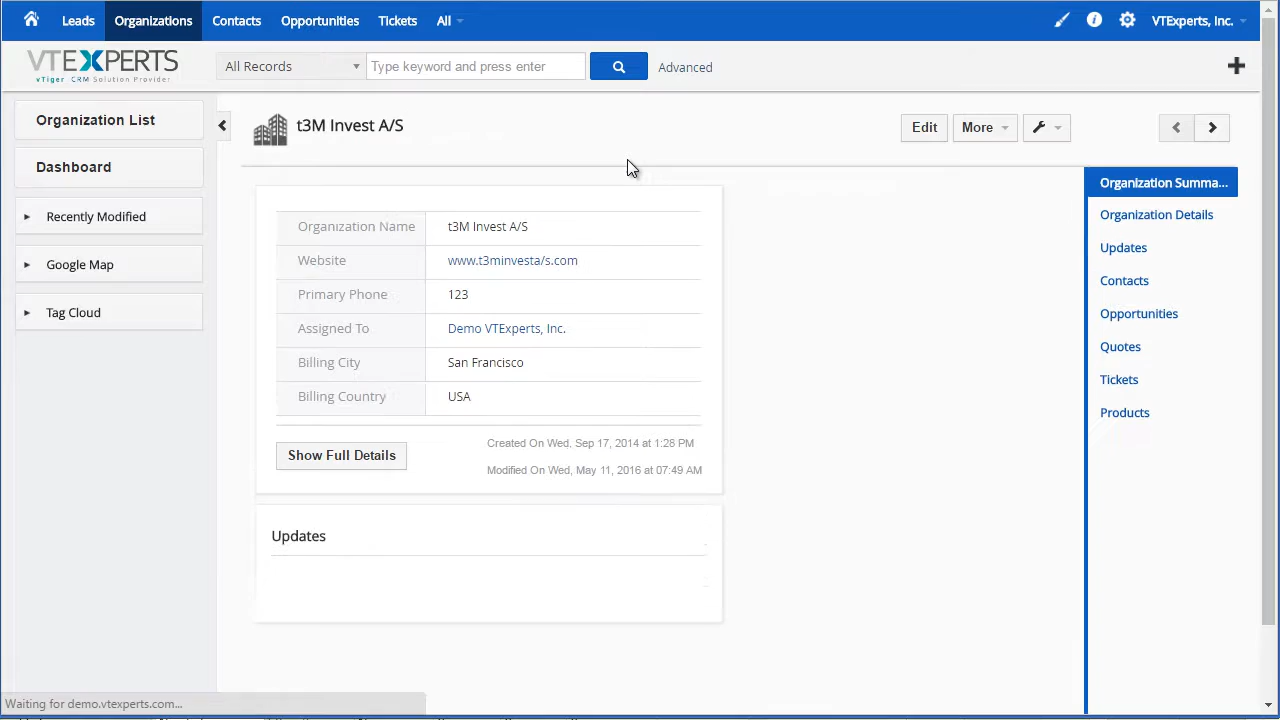 Leads Organizations Contacts Opportunities Tickets All VTExperts, Inc.
VTEXPERTS
vTiger CRM Solution Provider
All Records Type keyword and press enter Advanced
Organization List
Dashboard
Recently Modified
Google Map
Tag Cloud
t3M Invest A/S
Edit More
Organization Name t3M Invest A/S
Website www.t3minvesta/s.com
Primary Phone 123
Assigned To Demo VTExperts, Inc.
Billing City San Francisco
Billing Country USA
Show Full Details
Created On Wed, Sep 17, 2014 at 1:28 PM
Modified On Wed, May 11, 2016 at 07:49 AM
Updates
Organization Summa...
Organization Details
Updates
Contacts
Opportunities
Quotes
Tickets
Products
Waiting for demo.vtexperts.com...